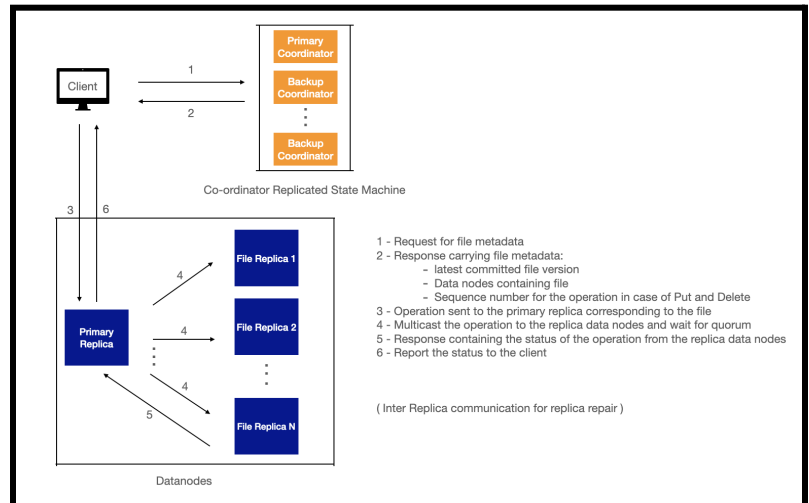 Primary
Coordinator
1
Client
Backup
Coordinator
2
Backup
Coordinator
Co-ordinator Replicated State Machine
3
6
1 - Request for file metadata
2 - Response carrying file metadata:
- latest committed file version
- Data nodes containing file
- Sequence number for the operation in case of Put and Delete
3 - Operation sent to the primary replica corresponding to the file
4 - Multicast the operation to the replica data nodes and wait for quorum
5 - Response containing the status of the operation from the replica data nodes
6 - Report the status to the client
File Replica 1
4
Primary
Replica
4
File Replica 2
4
5
File Replica N
( Inter Replica communication for replica repair )
Datanodes